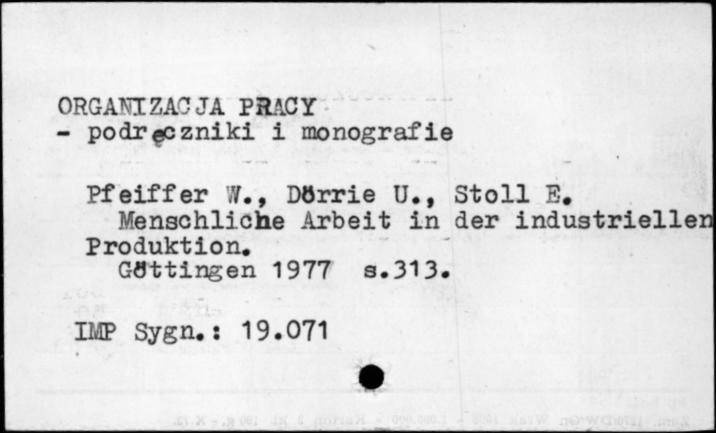 ORGANIZACJA PRACY
- podręczniki i monografie
Pfeiffer W., Dörrie U., Stoll E.
Menschliche Arbeit in der industriellen
Produktion.
Göttingen 1977 s.313.
IMP Sygn.: 19.071